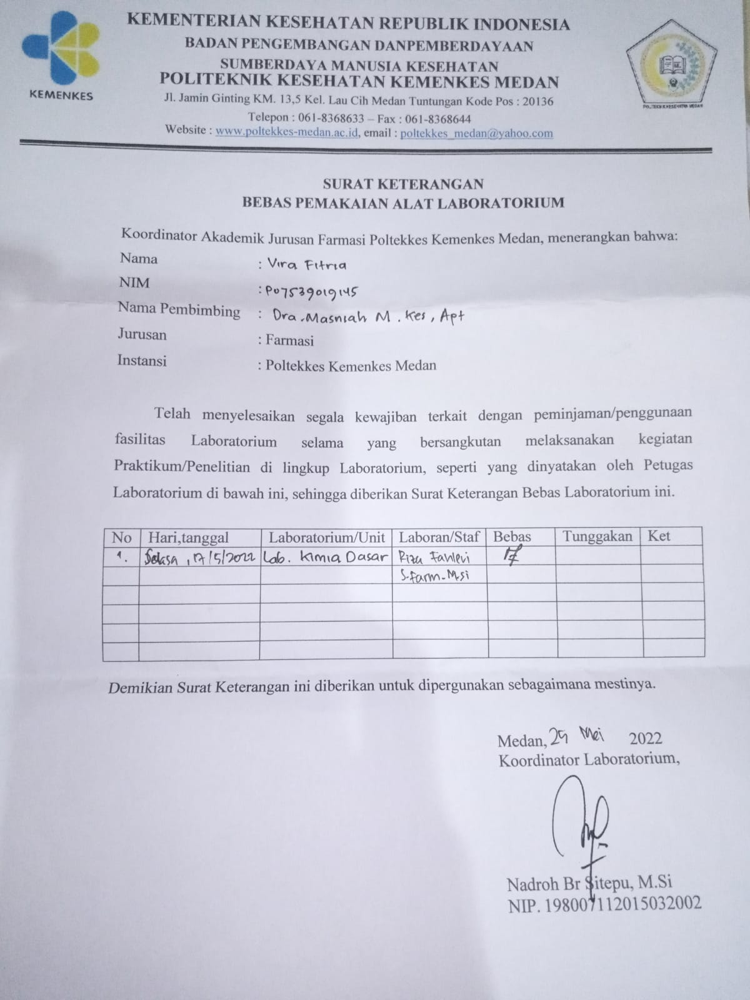 KEMENTERIAN KESEHATAN REPUBLIK INDONESIA
BADAN PENGEMBANGAN DANPEMBERDAYAAN
SUMBERDAYA MANUSIA KESEHATAN
POLITEKNIK KESEHATAN KEMENKES MEDAN
Jl. Jamin Ginting KM. 13,5 Kel. Lau Cih Medan Tuntungan Kode Pos : 20136
Telepon : 061-8368633 – Fax : 061-8368644
Website : www.poltekkes-medan.ac.id, email : poltekkes_medan@yahoo.com
KEMENKES
POLITEKNIK KESEHATAN MEDAN
SURAT KETERANGAN
BEBAS PEMAKAIAN ALAT LABORATORIUM
Koordinator Akademik Jurusan Farmasi Poltekkes Kemenkes Medan, menerangkan bahwa:
Nama : Vira Fitria
NIM : P07539019145
Nama Pembimbing : Dra. Masniah M. Kes, Apt
Jurusan : Farmasi
Instansi : Poltekkes Kemenkes Medan
Telah menyelesaikan segala kewajiban terkait dengan peminjaman/penggunaan
fasilitas Laboratorium selama yang bersangkutan melaksanakan kegiatan
Praktikum/Penelitian di lingkup Laboratorium, seperti yang dinyatakan oleh Petugas
Laboratorium di bawah ini, sehingga diberikan Surat Keterangan Bebas Laboratorium ini.
No Hari,tanggal Laboratorium/Unit Laboran/Staf Bebas Tunggakan Ket
1. Selasa, 17/5/2022 Lab. Kimia Dasar Riza Fahlevi
S.Farm.M.si
Demikian Surat Keterangan ini diberikan untuk dipergunakan sebagaimana mestinya.
Medan, 25 Mei 2022
Koordinator Laboratorium,
Nadroh Br Sitepu, M.Si
NIP. 198007112015032002